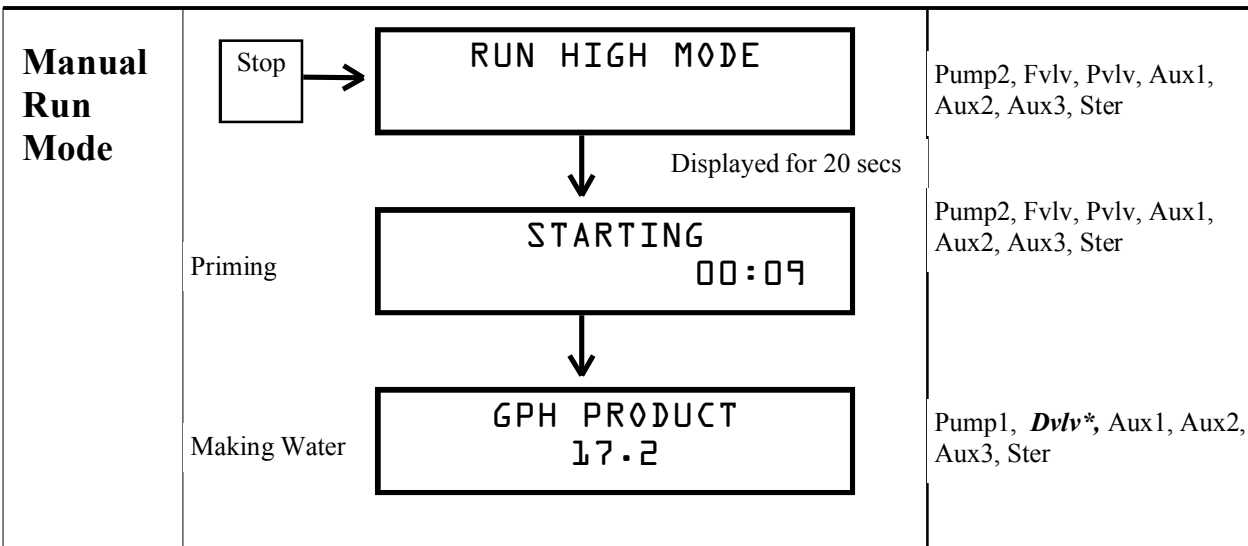 Manual
Run
Mode
Stop
RUN HIGH MODE
Pump2, Fvlv, Pvlv, Aux1,
Aux2, Aux3, Ster
Displayed for 20 secs
Priming
STARTING
00:09
Pump2, Fvlv, Pvlv, Aux1,
Aux2, Aux3, Ster
Making Water
GPH PRODUCT
17.2
Pump1, Dvlv*, Aux1, Aux2,
Aux3, Ster